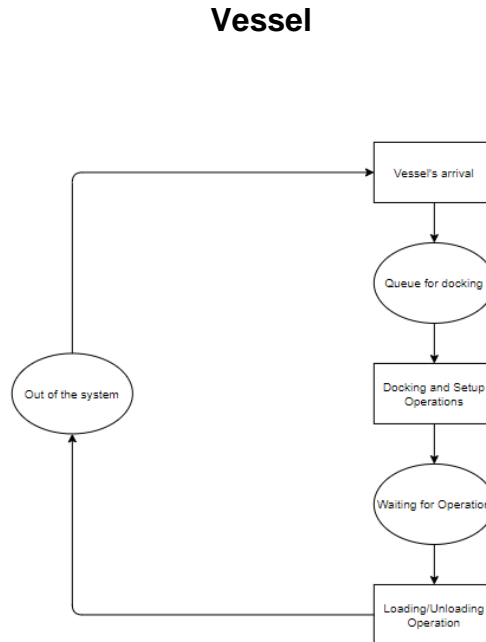 Vessel
Vessel's arrival
Queue for docking
Docking and Setup
Operations
Out of the system
Waiting for Operation
Loading/Unloading
Operation